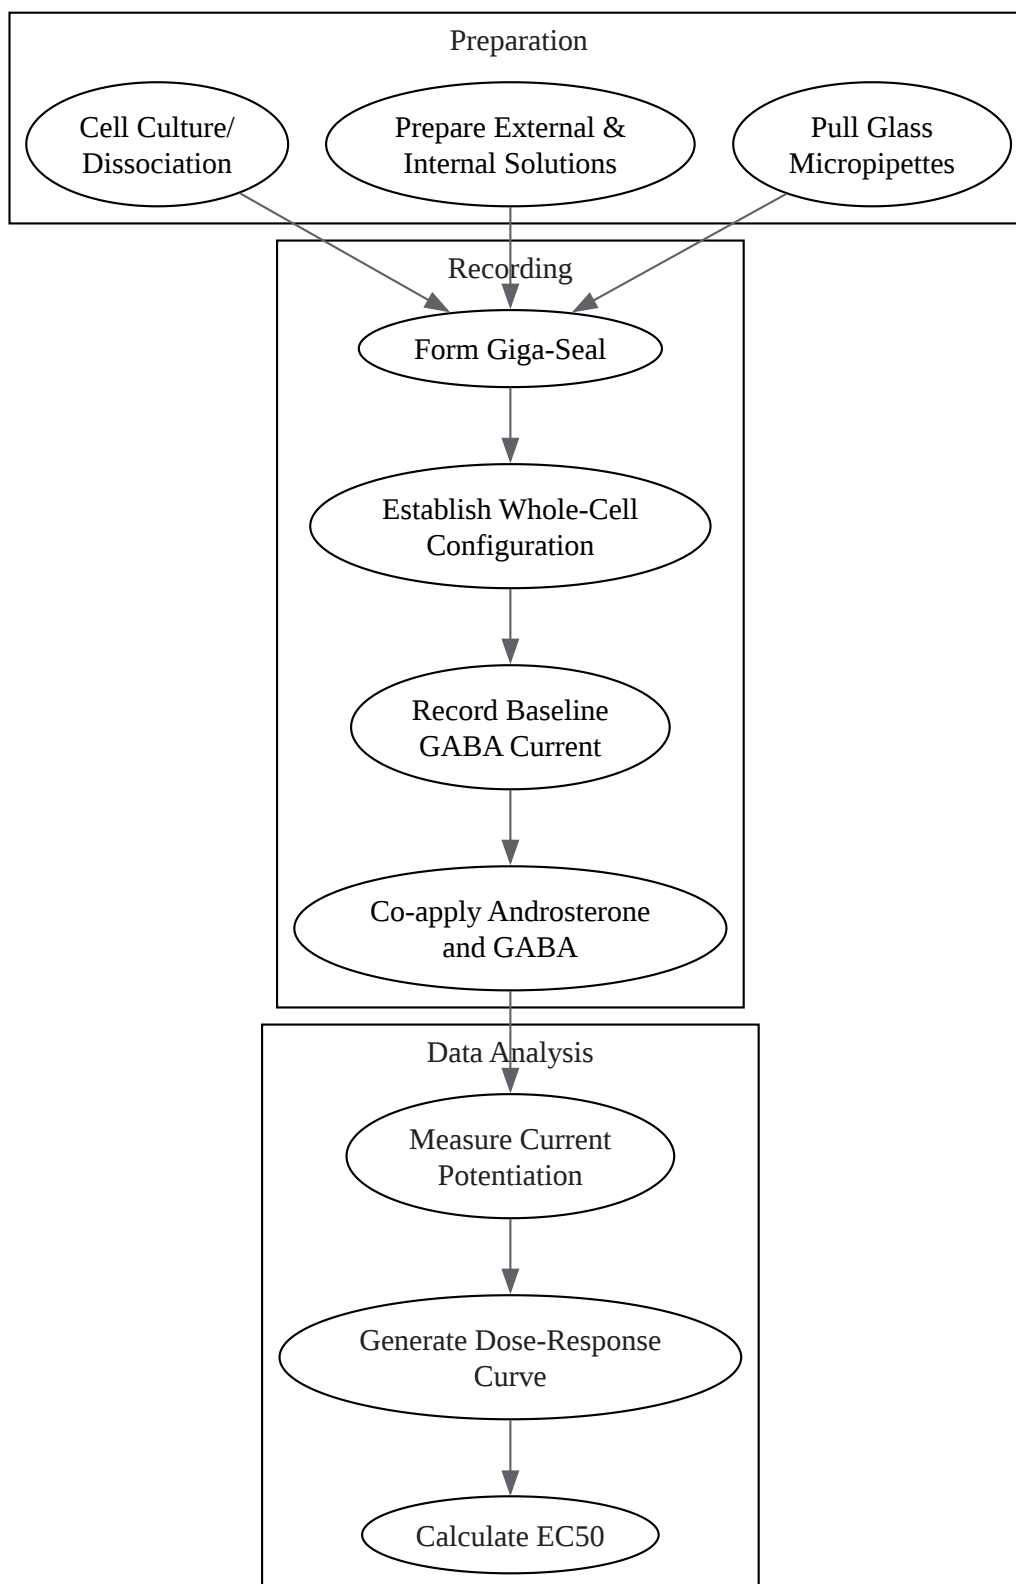 Preparation
Cell Culture/
Dissociation
Prepare External &
Internal Solutions
Pull Glass
Micropipettes
Recording
Form Giga-Seal
Establish Whole-Cell
Configuration
Record Baseline
GABA Current
Co-apply Androsterone
and GABA
Data Analysis
Measure Current
Potentiation
Generate Dose-Response
Curve
Calculate EC50